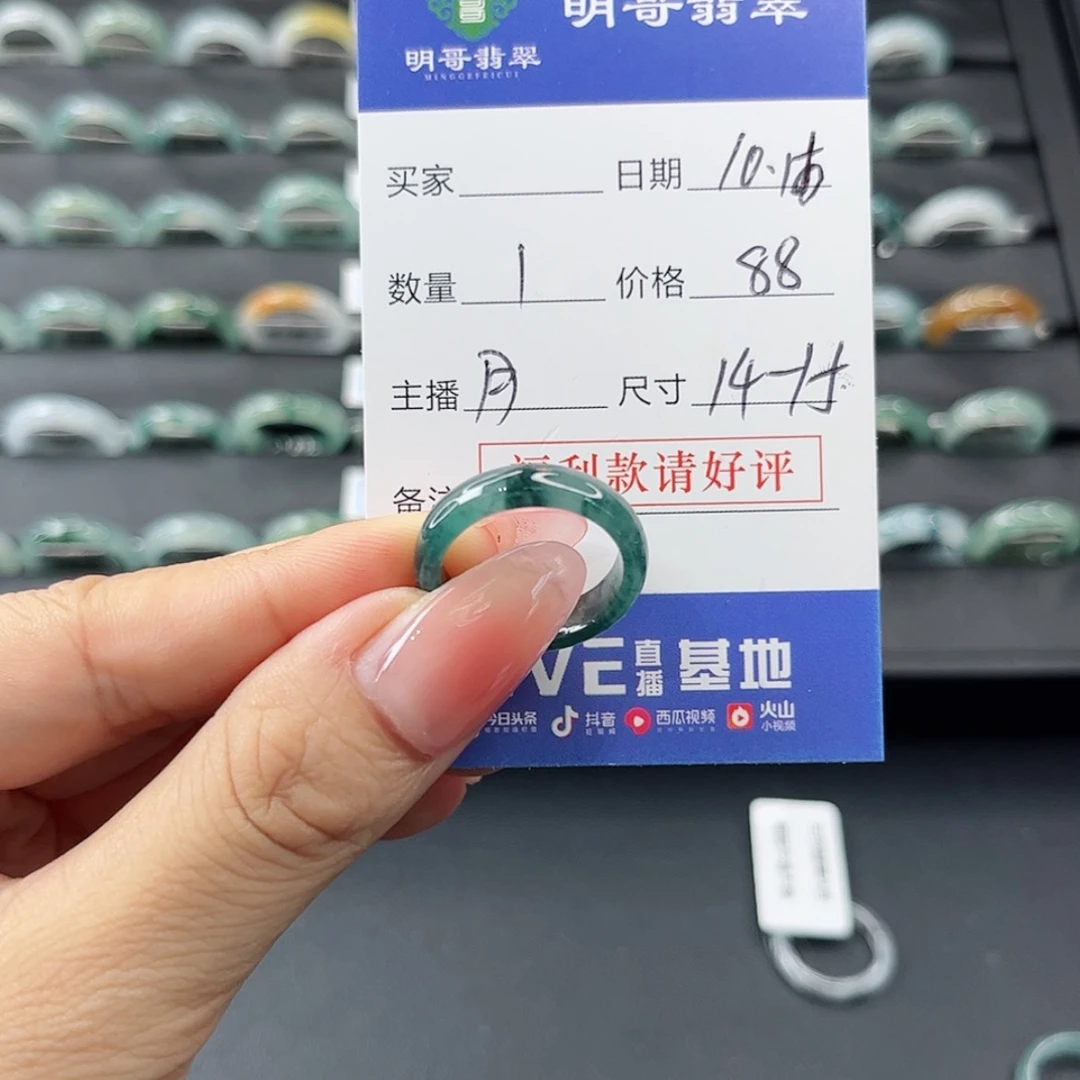 明哥翡翠
明哥翡翠
MINGGEFEICUI
买家 日期 10.
数量 1 价格 88
主播 月 尺寸 14-
备注
福利款请好评
VE 直播 基地
今日头条 抖音 西瓜视频 火山小视频